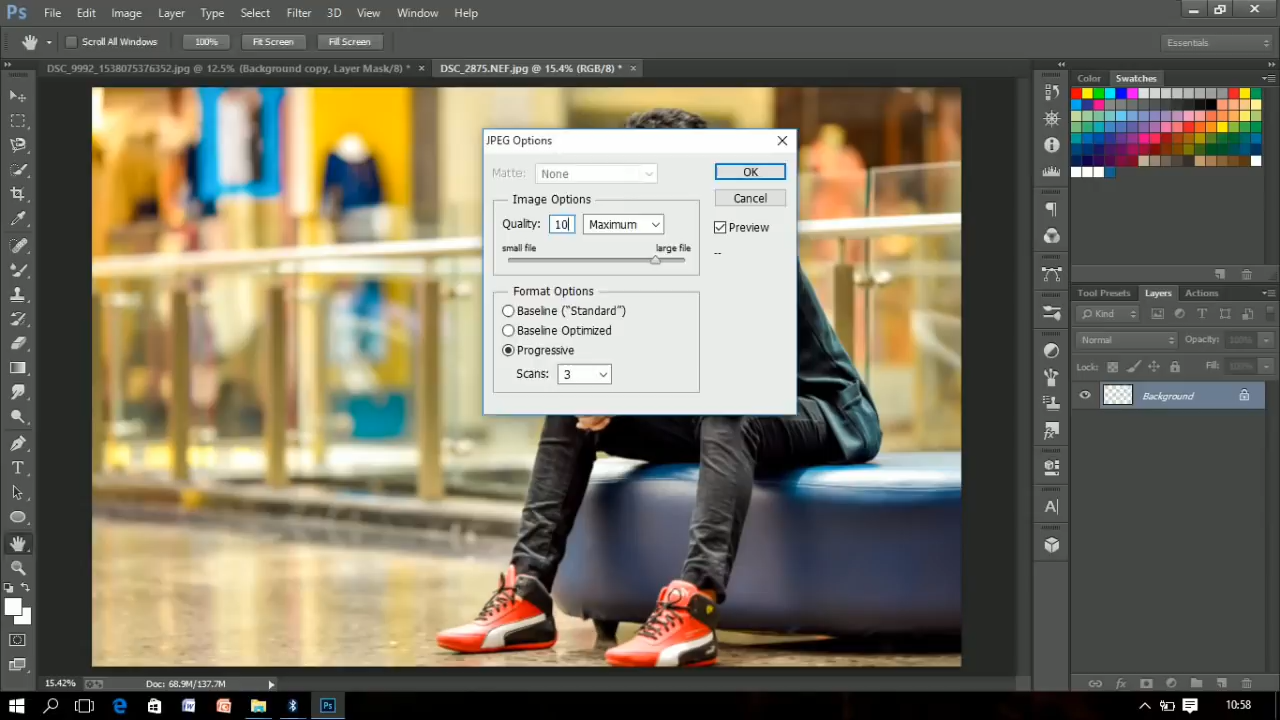 Ps File Edit Image Layer Type Select Filter 3D View Window Help
Scroll All Windows 100% Fit Screen Fill Screen Essentials
DSC_9992_1538075376352.jpg @ 12.5% (Background copy, Layer Mask/8) * × DSC_2875.NEF.jpg @ 15.4% (RGB/8) * ×
Color Swatches
JPEG Options
Matte: None OK
Image Options Cancel
Quality: 10 Maximum Preview
small file large file --
Format Options
Baseline (“Standard”)
Baseline Optimized
Progressive
Scans: 3
Tool Presets Layers Actions
Kind
Normal Opacity: 100%
Lock: Fill: 100%
Background
15.42% Doc: 68.9M/137.7M
Ps 10:58